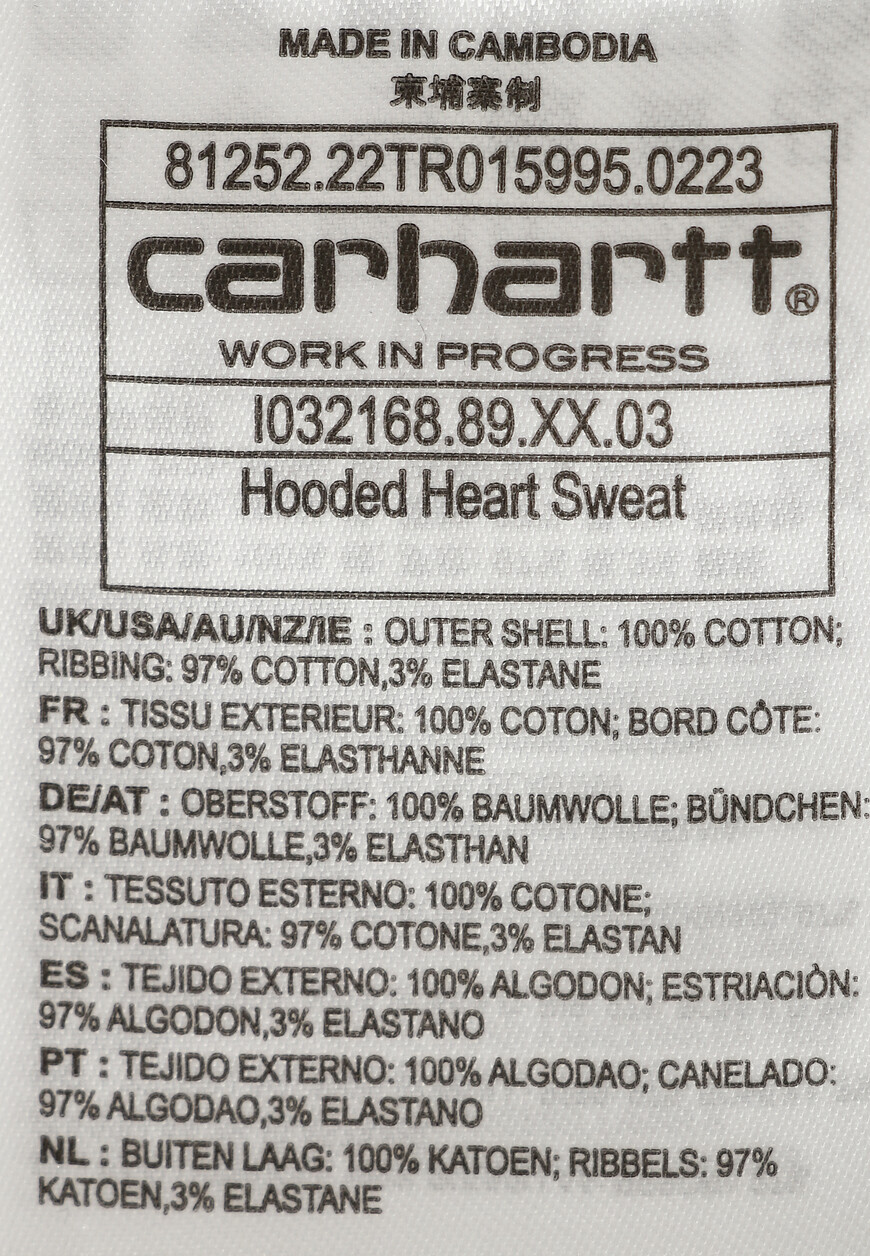 MADE IN CAMBODIA
柬埔寨制
81252.22TR015995.0223
carhartt®
WORK IN PROGRESS
I032168.89.XX.03
Hooded Heart Sweat
UK/USA/AU/NZ/IE : OUTER SHELL: 100% COTTON;
RIBBING: 97% COTTON,3% ELASTANE
FR : TISSU EXTERIEUR: 100% COTON; BORD CÔTE:
97% COTON,3% ELASTHANNE
DE/AT : OBERSTOFF: 100% BAUMWOLLE; BÜNDCHEN:
97% BAUMWOLLE,3% ELASTHAN
IT : TESSUTO ESTERNO: 100% COTONE;
SCANALATURA: 97% COTONE,3% ELASTAN
ES : TEJIDO EXTERNO: 100% ALGODON; ESTRIACIÒN:
97% ALGODON,3% ELASTANO
PT : TEJIDO EXTERNO: 100% ALGODAO; CANELADO:
97% ALGODAO,3% ELASTANO
NL : BUITEN LAAG: 100% KATOEN; RIBBELS: 97%
KATOEN,3% ELASTANE